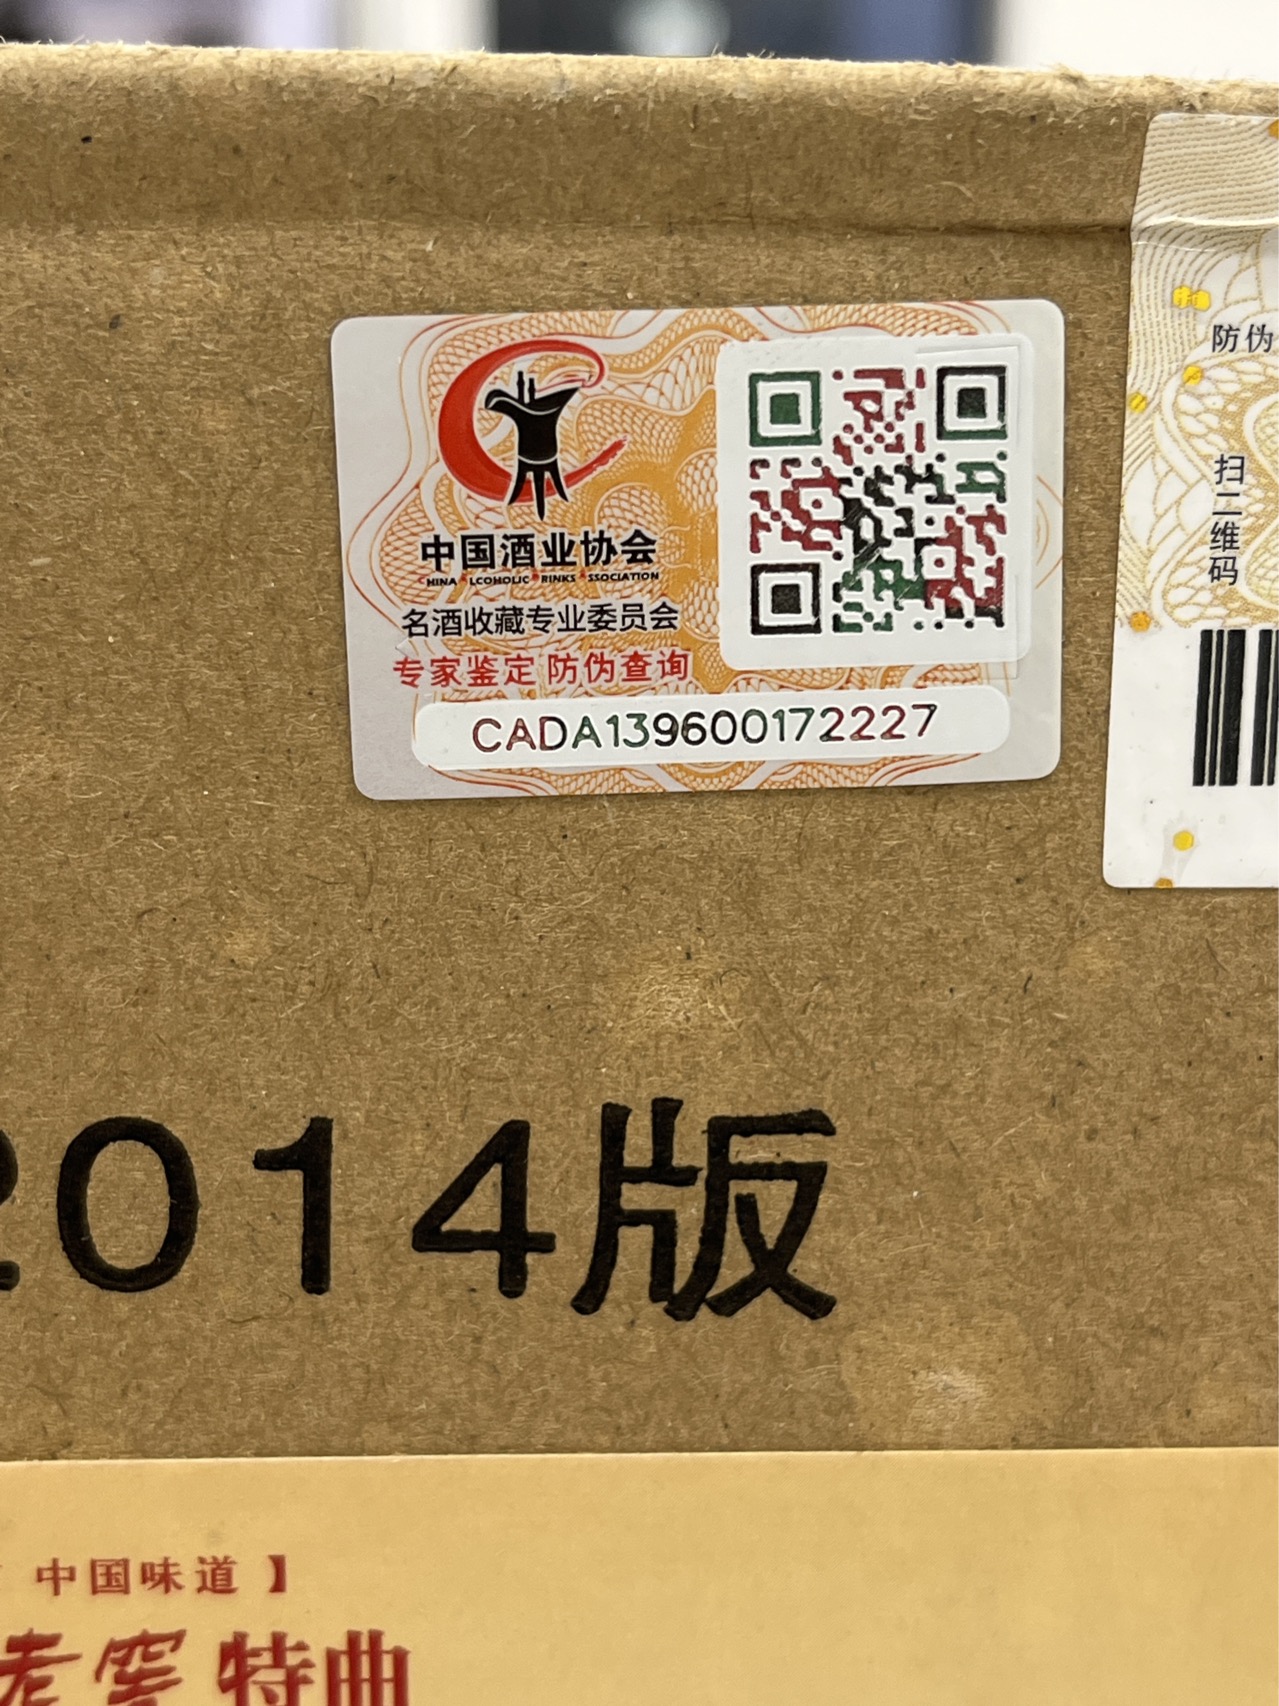 中国酒业协会
CHINA ALCOHOLIC DRINKS ASSOCIATION
名酒收藏专业委员会
专家鉴定 防伪查询
CADA139600172227
防伪
扫二维码
2014版
中国味道】
老窖 特曲